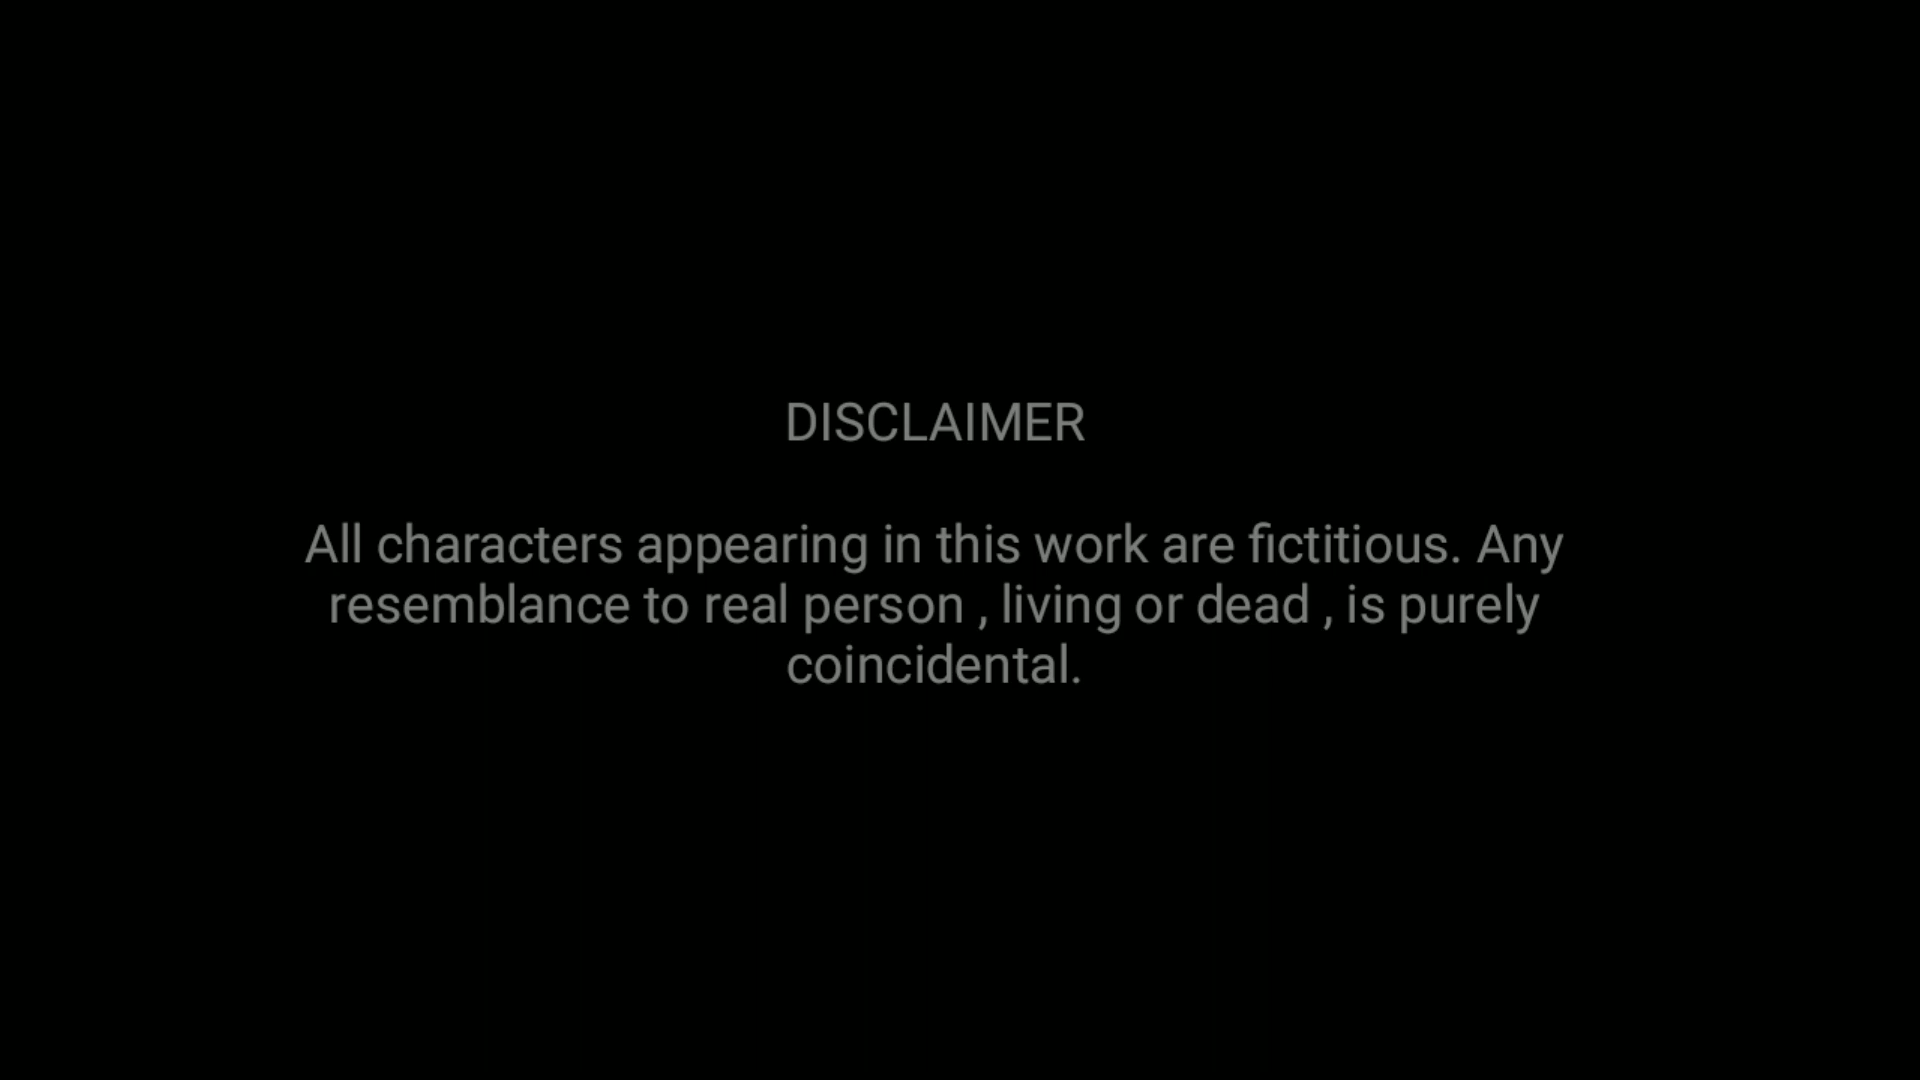 DISCLAIMER
All characters appearing in this work are fictitious. Any
resemblance to real person , living or dead , is purely
coincidental.